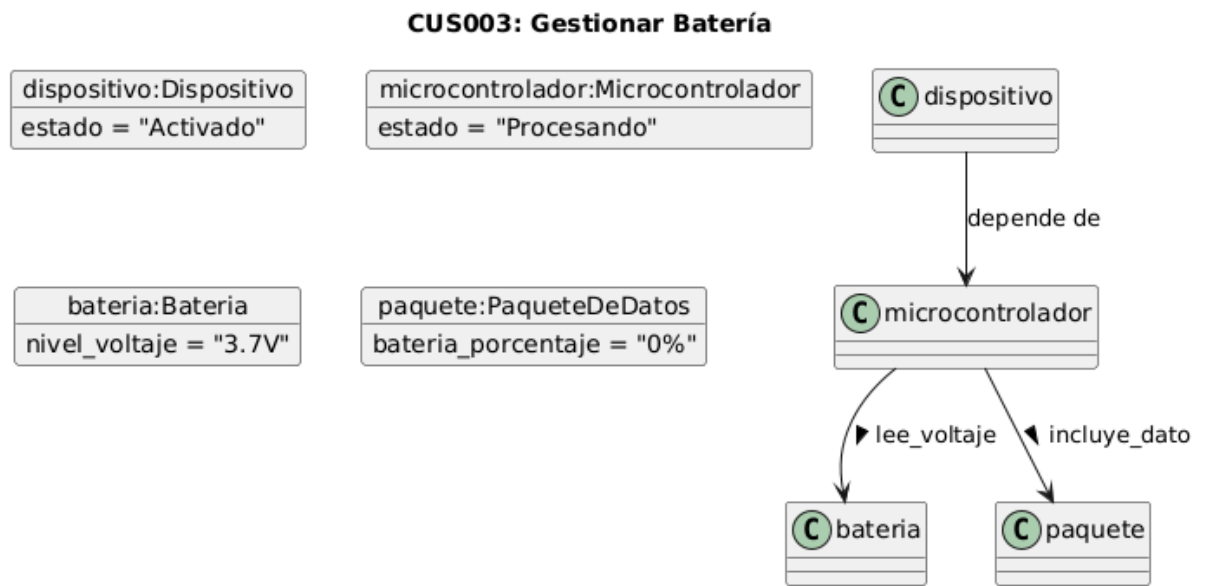 CUS003: Gestionar Batería
dispositivo:Dispositivo
estado = "Activado"
microcontrolador:Microcontrolador
estado = "Procesando"
C dispositivo
depende de
bateria:Bateria
nivel_voltaje = "3.7V"
paquete:PaqueteDeDatos
bateria_porcentaje = "0%"
C microcontrolador
lee_voltaje
incluye_dato
C bateria
C paquete